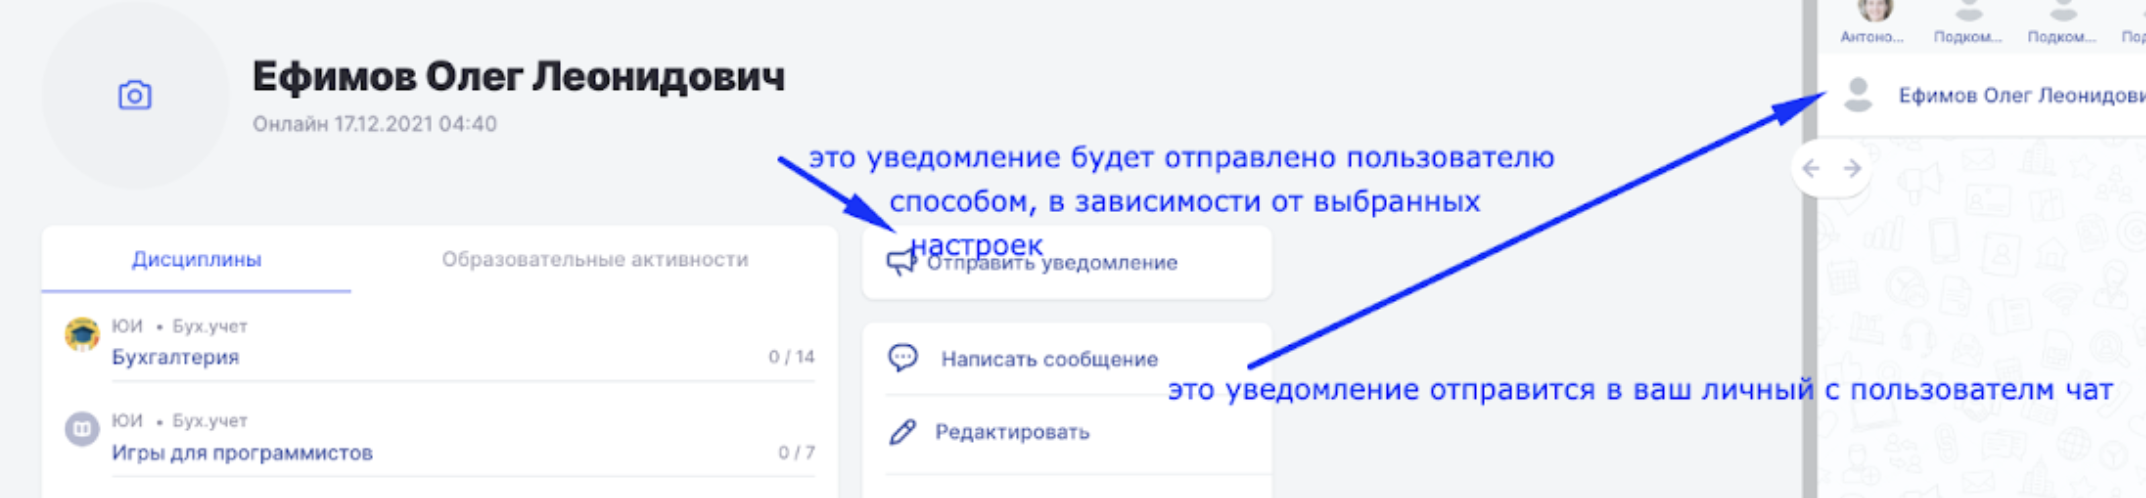 Антоно...
Подком...
Подком...
Ефимов Олег Леонидович
Онлайн 17.12.2021 04:40
Ефимов Олег Леонидови
это уведомление будет отправлено пользователю
способом, в зависимости от выбранных
настроек
Дисциплины
Образовательные активности
Отправить уведомление
ЮИ • Бух.учет
Бухгалтерия
0 / 14
Написать сообщение
это уведомление отправится в ваш личный с пользователм чат
ЮИ • Бух.учет
Игры для программистов
0 / 7
Редактировать